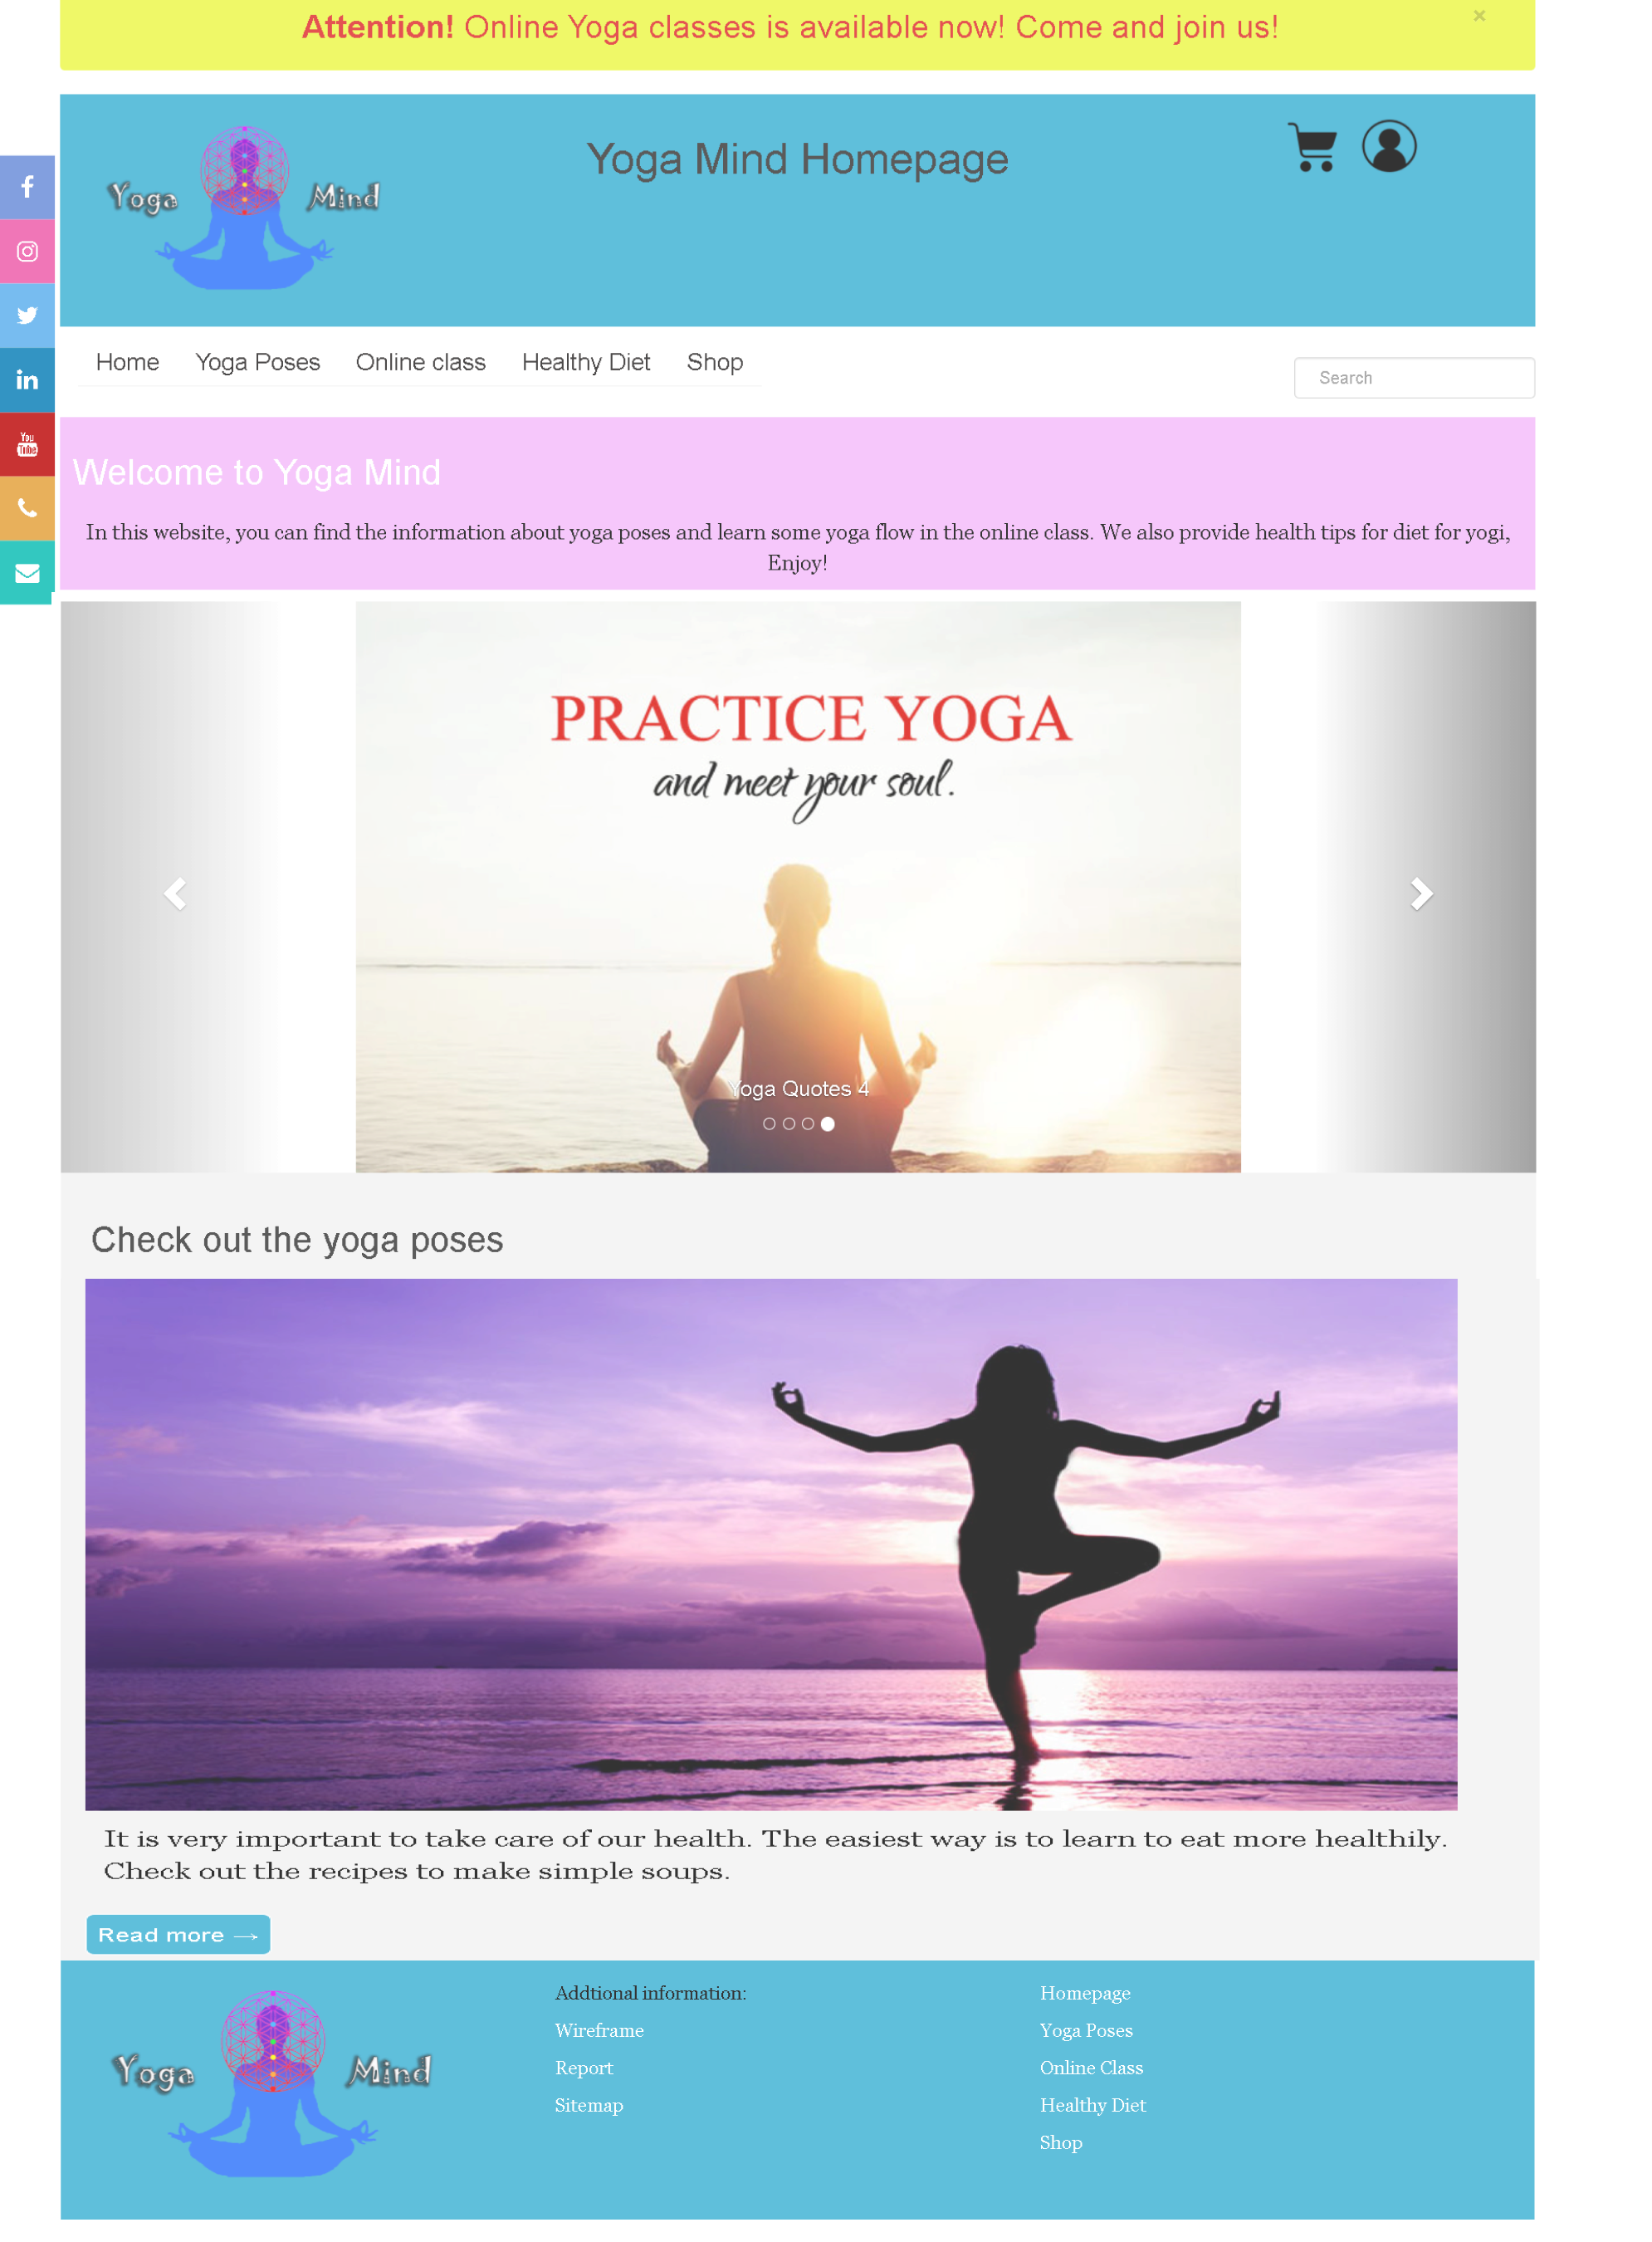 Attention! Online Yoga classes is available now! Come and join us!
×
Yoga Mind
Yoga Mind Homepage
Home Yoga Poses Online class Healthy Diet Shop
Search
You
Tube
Welcome to Yoga Mind
In this website, you can find the information about yoga poses and learn some yoga flow in the online class. We also provide health tips for diet for yogi,
Enjoy!
PRACTICE YOGA
and meet your soul.
Yoga Quotes 4
Check out the yoga poses
It is very important to take care of our health. The easiest way is to learn to eat more healthily.
Check out the recipes to make simple soups.
Read more →
Yoga Mind
Addtional information:
Wireframe
Report
Sitemap
Homepage
Yoga Poses
Online Class
Healthy Diet
Shop